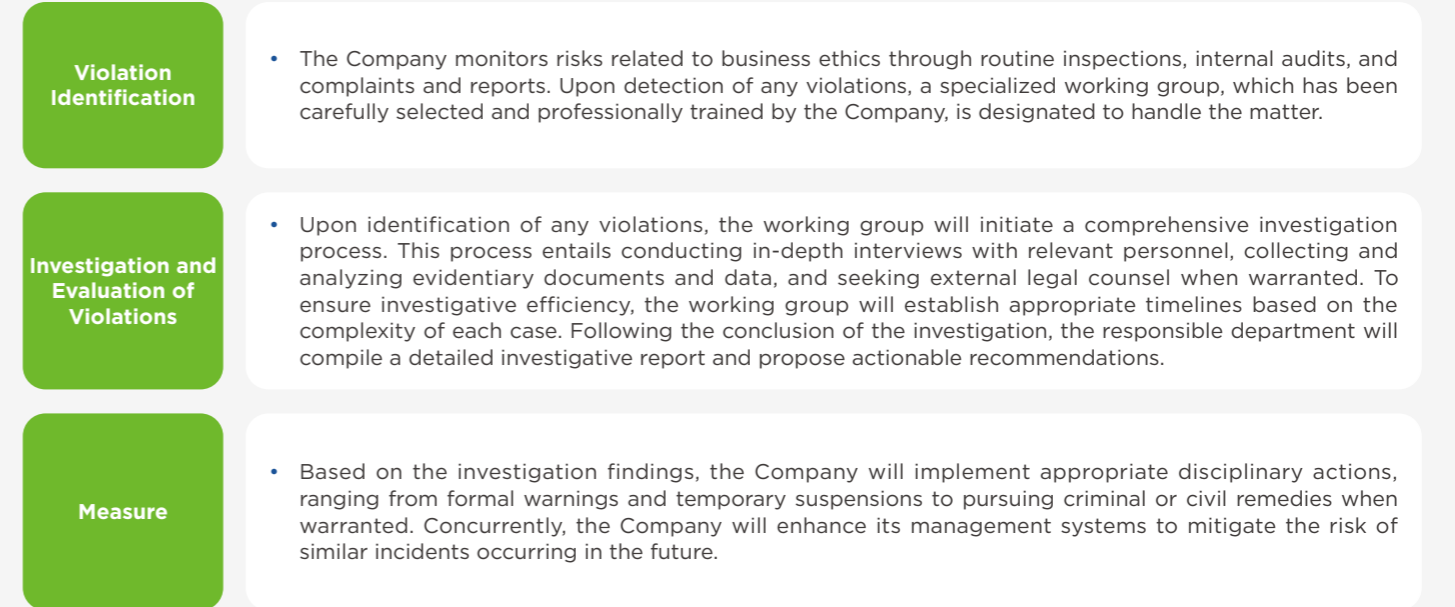 Violation
Identification
• The Company monitors risks related to business ethics through routine inspections, internal audits, and
complaints and reports. Upon detection of any violations, a specialized working group, which has been
carefully selected and professionally trained by the Company, is designated to handle the matter.
Investigation and
Evaluation of
Violations
• Upon identification of any violations, the working group will initiate a comprehensive investigation
process. This process entails conducting in-depth interviews with relevant personnel, collecting and
analyzing evidentiary documents and data, and seeking external legal counsel when warranted. To
ensure investigative efficiency, the working group will establish appropriate timelines based on the
complexity of each case. Following the conclusion of the investigation, the responsible department will
compile a detailed investigative report and propose actionable recommendations.
Measure
• Based on the investigation findings, the Company will implement appropriate disciplinary actions,
ranging from formal warnings and temporary suspensions to pursuing criminal or civil remedies when
warranted. Concurrently, the Company will enhance its management systems to mitigate the risk of
similar incidents occurring in the future.